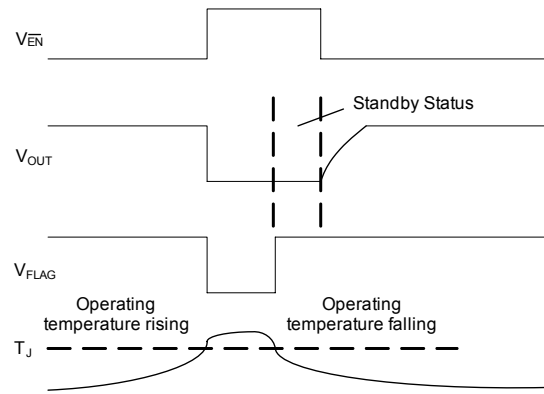 VEN
Standby Status
VOUT
VFLAG
Operating
temperature rising
Operating
temperature falling
TJ